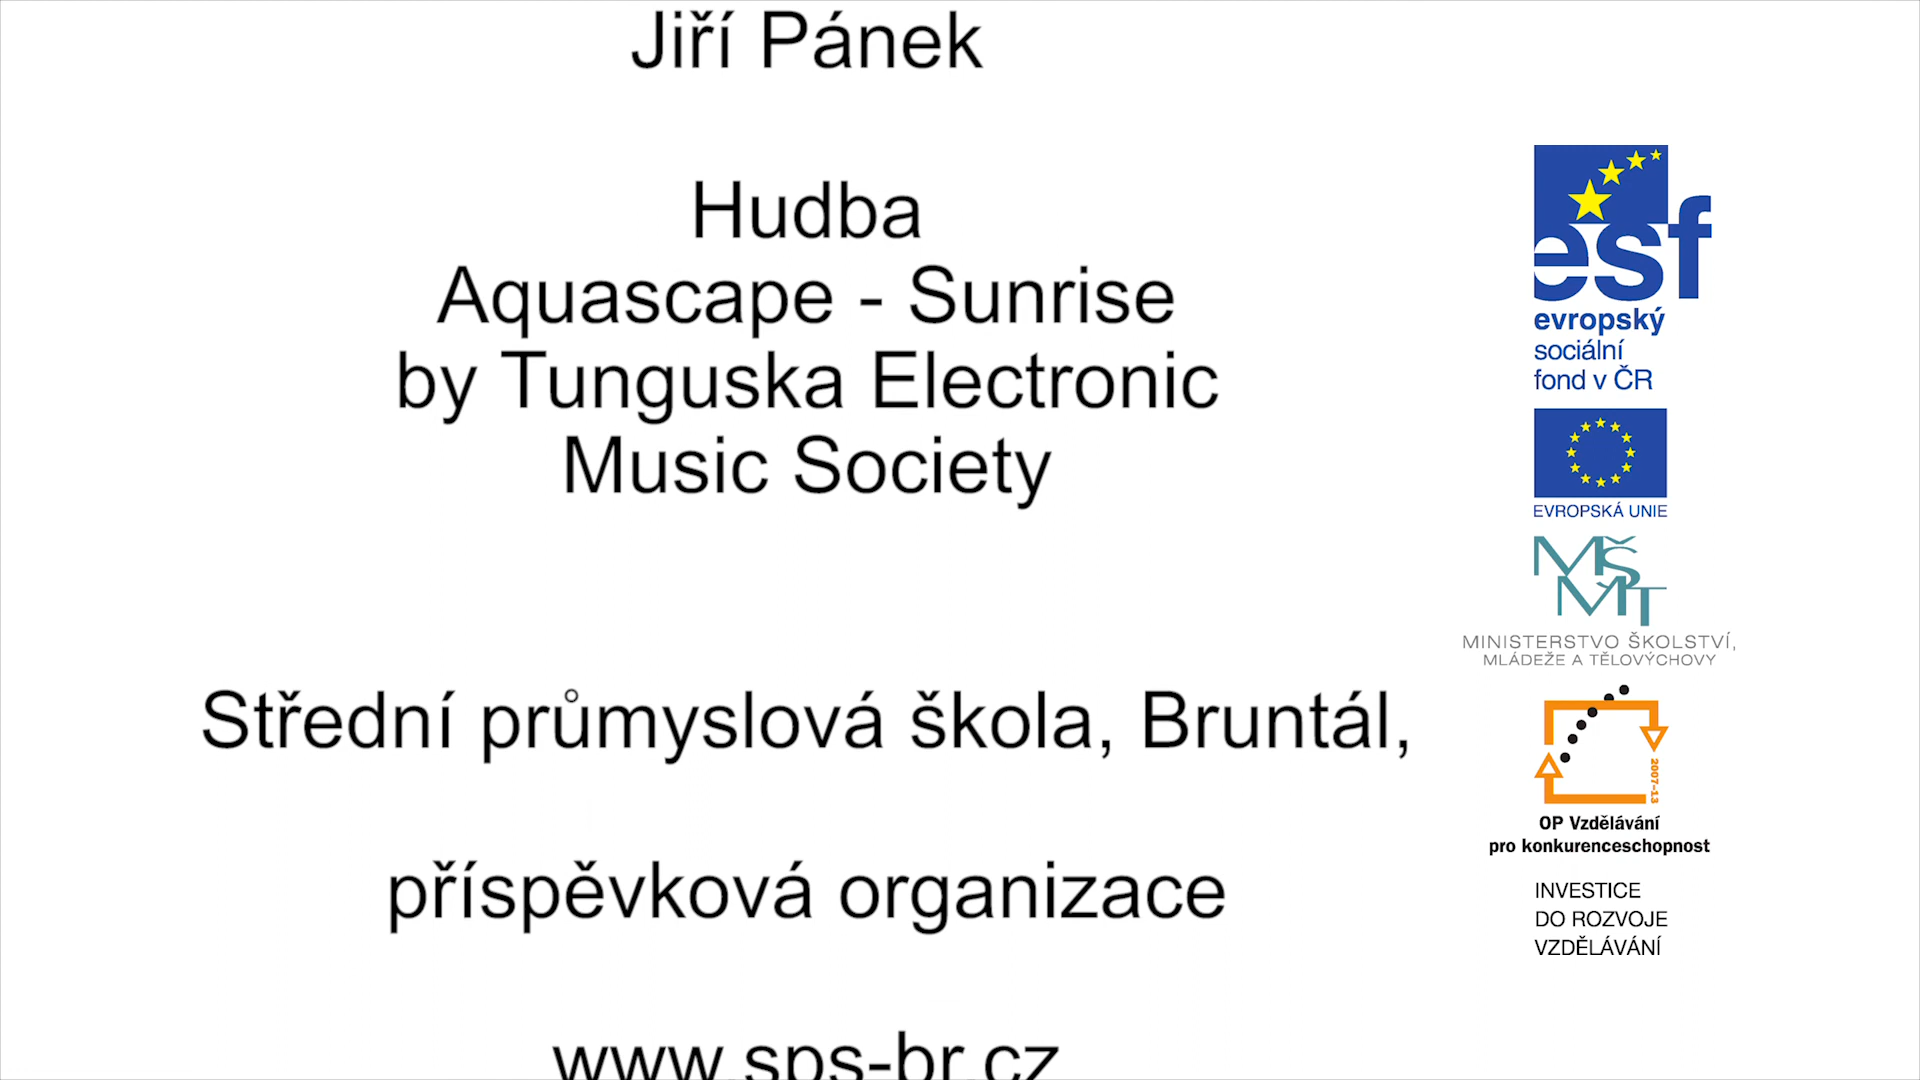 Jiří Pánek
Hudba
Aquascape - Sunrise
by Tunguska Electronic
Music Society
Střední průmyslová škola, Bruntál,
příspěvková organizace
www.sps-br.cz
esf
evropský
sociální
fond v ČR
EVROPSKÁ UNIE
MŠ
MT
MINISTERSTVO ŠKOLSTVÍ,
MLÁDEŽE A TĚLOVÝCHOVY
2007-13
OP Vzdělávání
pro konkurenceschopnost
INVESTICE
DO ROZVOJE
VZDĚLÁVÁNÍ